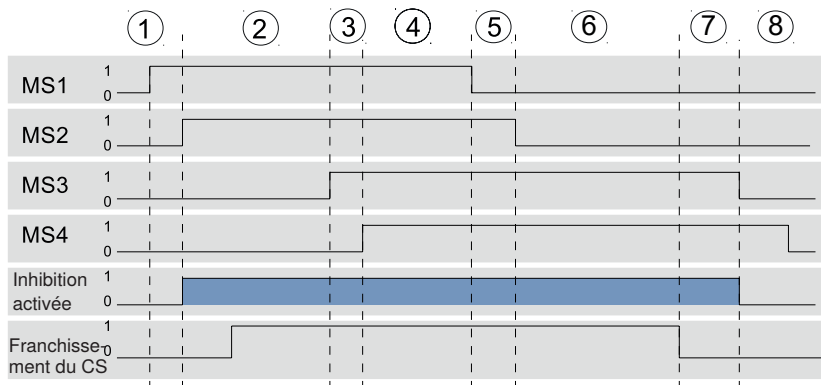 1 2 3 4 5 6 7 8
MS1 1
0
MS2 1
0
MS3 1
0
MS4 1
0
Inhibition 1
activée 0
1
Franchisse- 0
ment du CS